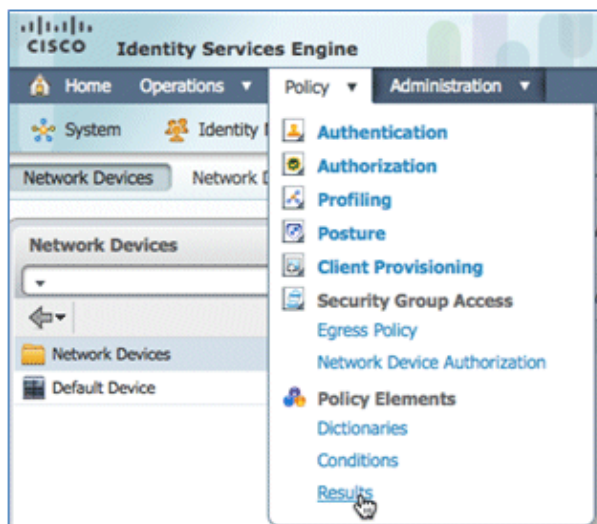 CISCO Identity Services Engine
Home Operations Policy Administration
System Identity
Network Devices Network
Network Devices
Network Devices
Default Device
Authentication
Authorization
Profiling
Posture
Client Provisioning
Security Group Access
Egress Policy
Network Device Authorization
Policy Elements
Dictionaries
Conditions
Results